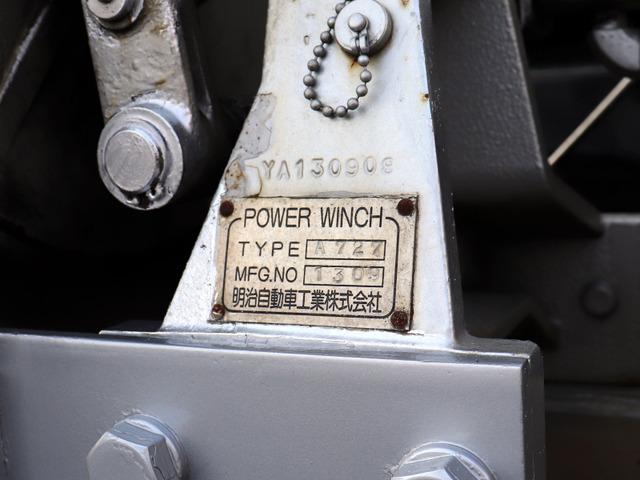 YA130908
POWER WINCH
TYPE A727
MFG.NO 1309
明治自動車工業株式会社